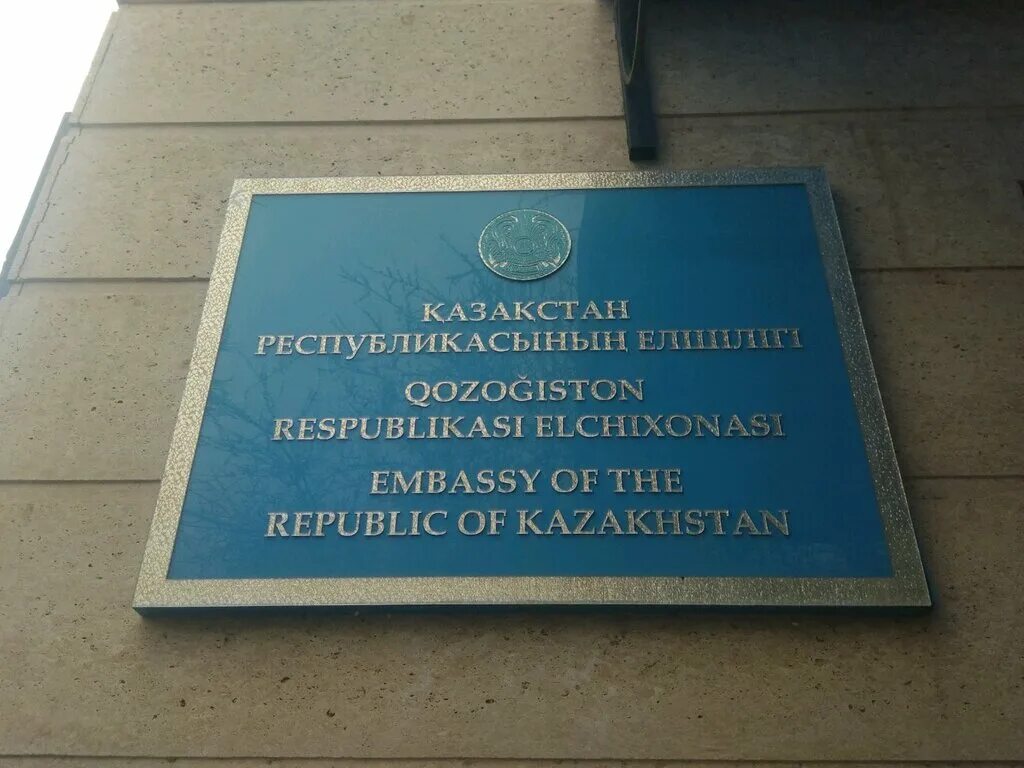 ҚАЗАҚСТАН
РЕСПУБЛИКАСЫНЫҢ ЕЛШІЛІГІ
QOZOĞISTON
RESPUBLIKASI ELCHIXONASI
EMBASSY OF THE
REPUBLIC OF KAZAKHSTAN